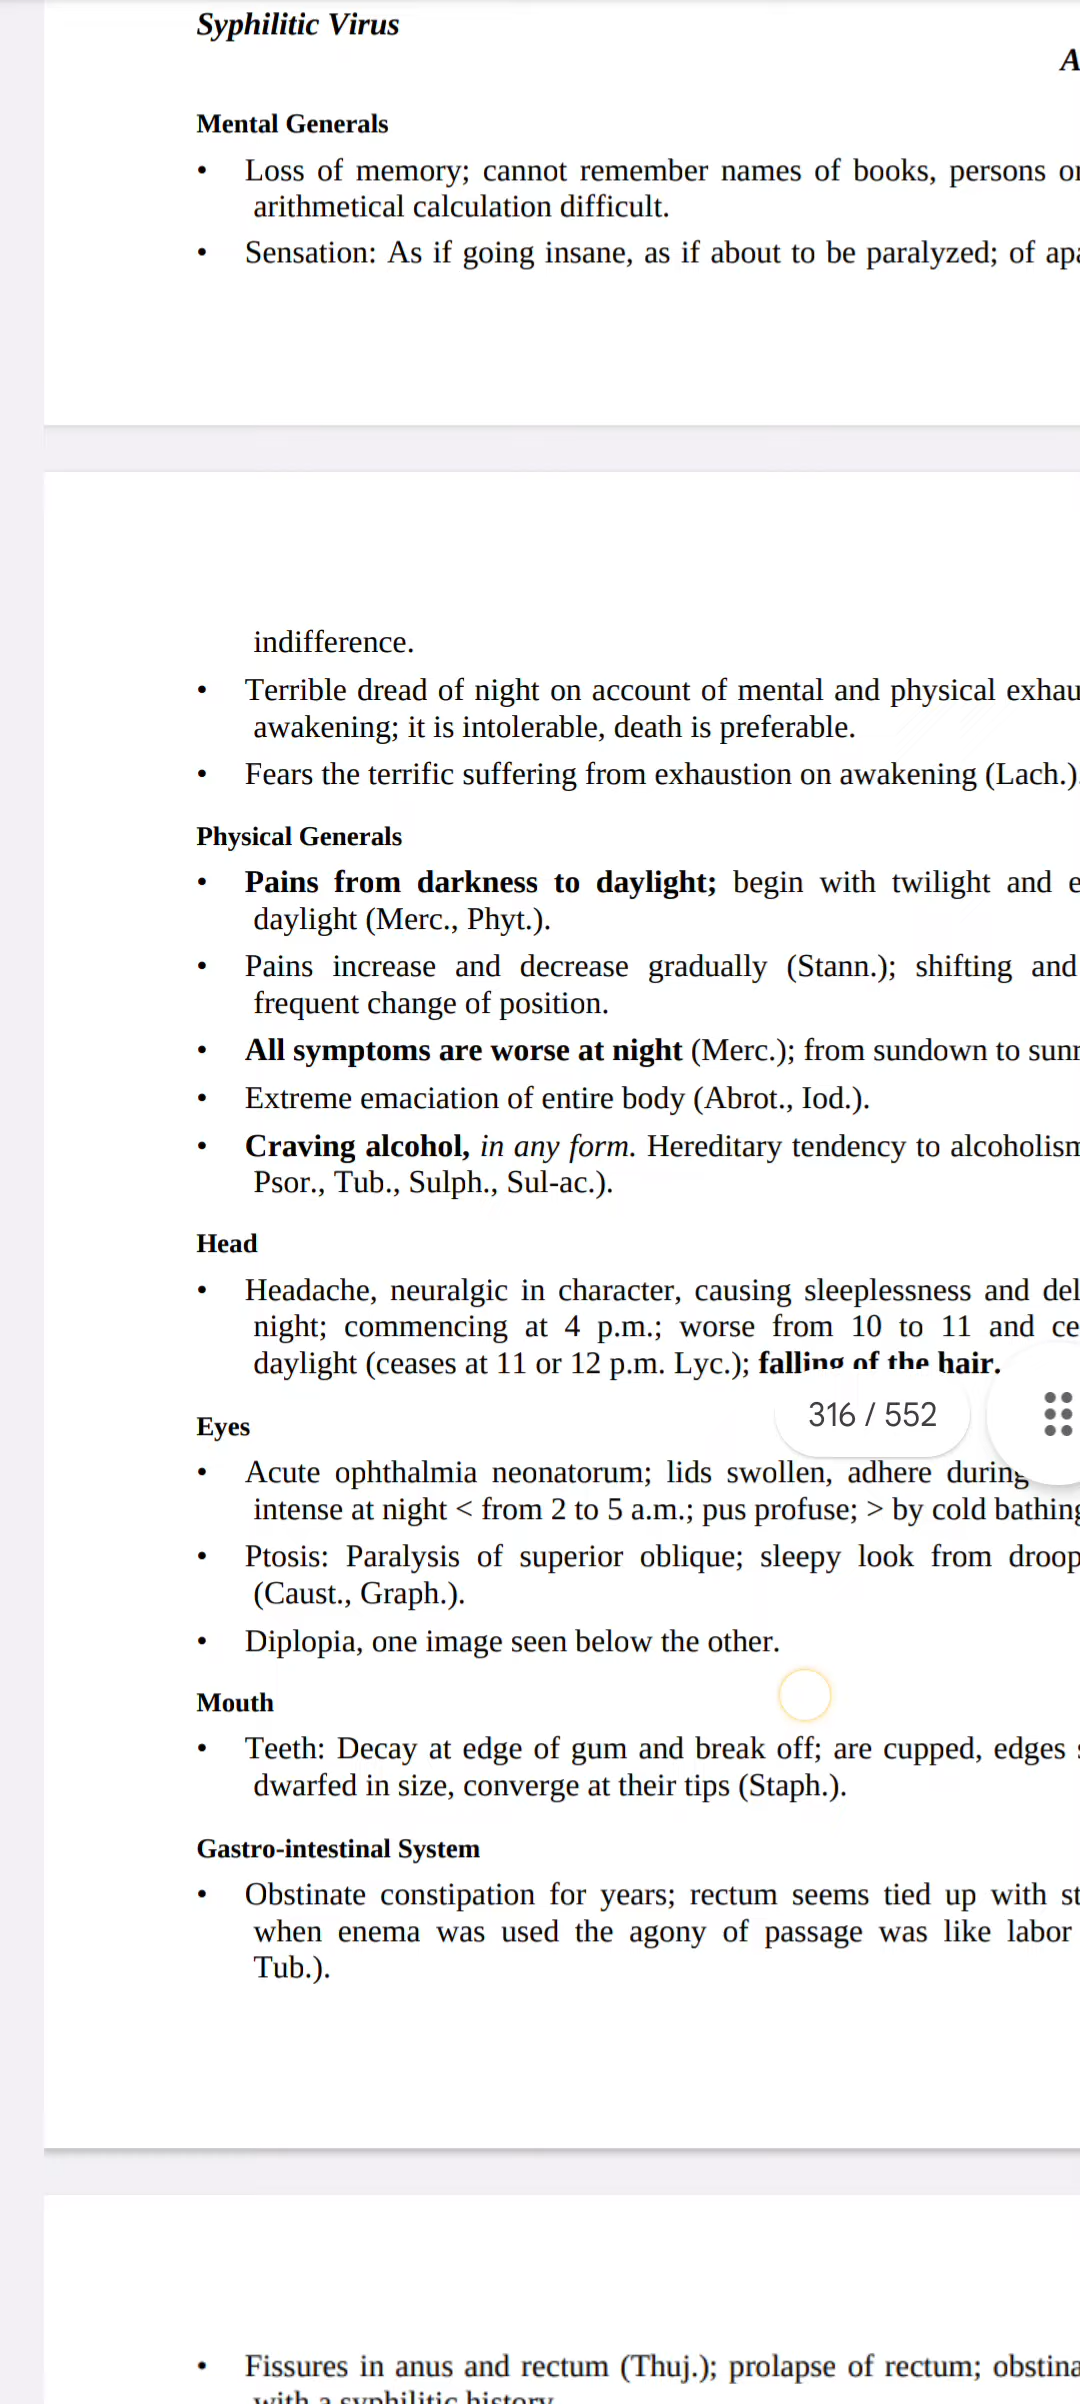 Syphilitic Virus
A
Mental Generals
• Loss of memory; cannot remember names of books, persons or
arithmetical calculation difficult.
• Sensation: As if going insane, as if about to be paralyzed; of
indifference.
• Terrible dread of night on account of mental and physical
awakening; it is intolerable, death is preferable.
• Fears the terrific suffering from exhaustion on awakening (Lach.).
Physical Generals
• Pains from darkness to daylight; begin with twilight and
daylight (Merc., Phyt.).
• Pains increase and decrease gradually (Stann.); shifting and
frequent change of position.
• All symptoms are worse at night (Merc.); from sundown to
• Extreme emaciation of entire body (Abrot., Iod.).
• Craving alcohol, in any form. Hereditary tendency to alcoholism
Psor., Tub., Sulph., Sul-ac.).
Head
• Headache, neuralgic in character, causing sleeplessness and
night; commencing at 4 p.m.; worse from 10 to 11 and
daylight (ceases at 11 or 12 p.m. Lyc.); falling of the hair.
316 / 552
Eyes
• Acute ophthalmia neonatorum; lids swollen, adhere during
intense at night < from 2 to 5 a.m.; pus profuse; > by cold bathing
• Ptosis: Paralysis of superior oblique; sleepy look from
(Caust., Graph.).
• Diplopia, one image seen below the other.
Mouth
• Teeth: Decay at edge of gum and break off; are cupped, edges
dwarfed in size, converge at their tips (Staph.).
Gastro-intestinal System
• Obstinate constipation for years; rectum seems tied up with
when enema was used the agony of passage was like labor
Tub.).
• Fissures in anus and rectum (Thuj.); prolapse of rectum;
with a syphilitic history